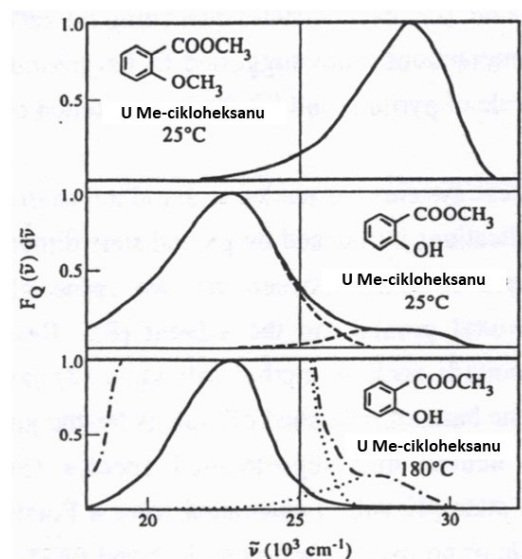 1.0
COOCH₃
0.5
OCH₃
U Me-cikloheksanu
25°C
F_Q (ν̃) dν̃
1.0
COOCH₃
OH
0.5
U Me-cikloheksanu
25°C
1.0
COOCH₃
OH
0.5
U Me-cikloheksanu
180°C
20
25
30
ν̃ (10³ cm⁻¹)